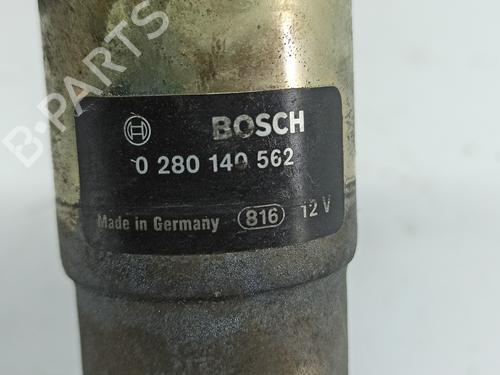 B-PARTS
BOSCH
0 280 140 562
Made in Germany 816 12 V